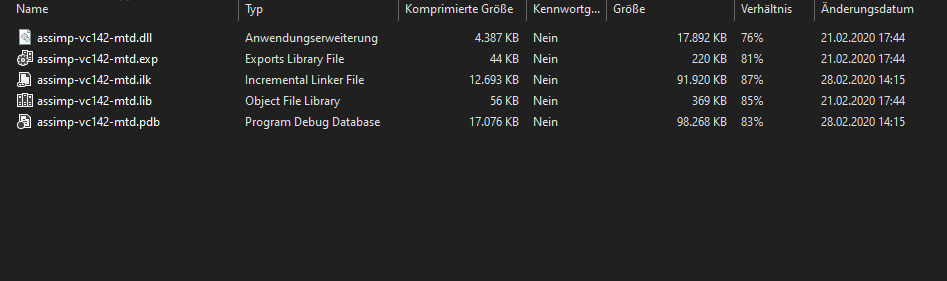 Name Typ Komprimierte Größe Kennwortg... Größe Verhältnis Änderungsdatum
assimp-vc142-mtd.dll Anwendungserweiterung 4.387 KB Nein 17.892 KB 76% 21.02.2020 17:44
assimp-vc142-mtd.exp Exports Library File 44 KB Nein 220 KB 81% 21.02.2020 17:44
assimp-vc142-mtd.ilk Incremental Linker File 12.693 KB Nein 91.920 KB 87% 28.02.2020 14:15
assimp-vc142-mtd.lib Object File Library 56 KB Nein 369 KB 85% 21.02.2020 17:44
assimp-vc142-mtd.pdb Program Debug Database 17.076 KB Nein 98.268 KB 83% 28.02.2020 14:15